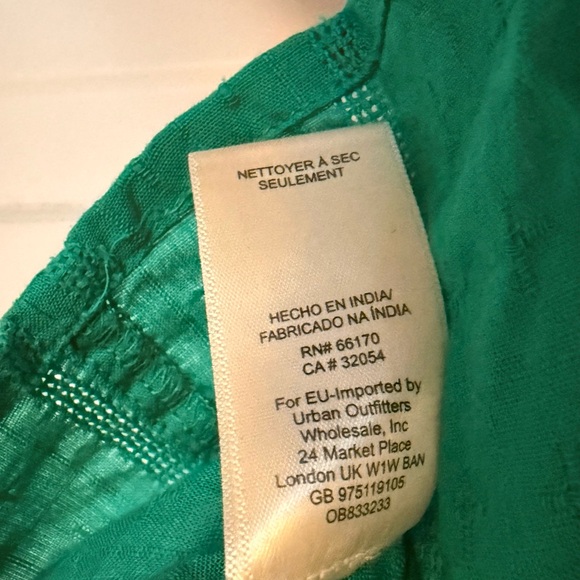 NETTOYER À SEC
SEULEMENT
HECHO EN INDIA/
FABRICADO NA ÍNDIA
RN# 66170
CA # 32054
For EU-Imported by
Urban Outfitters
Wholesale, Inc
24 Market Place
London UK W1W BAN
GB 975119105
OB833233